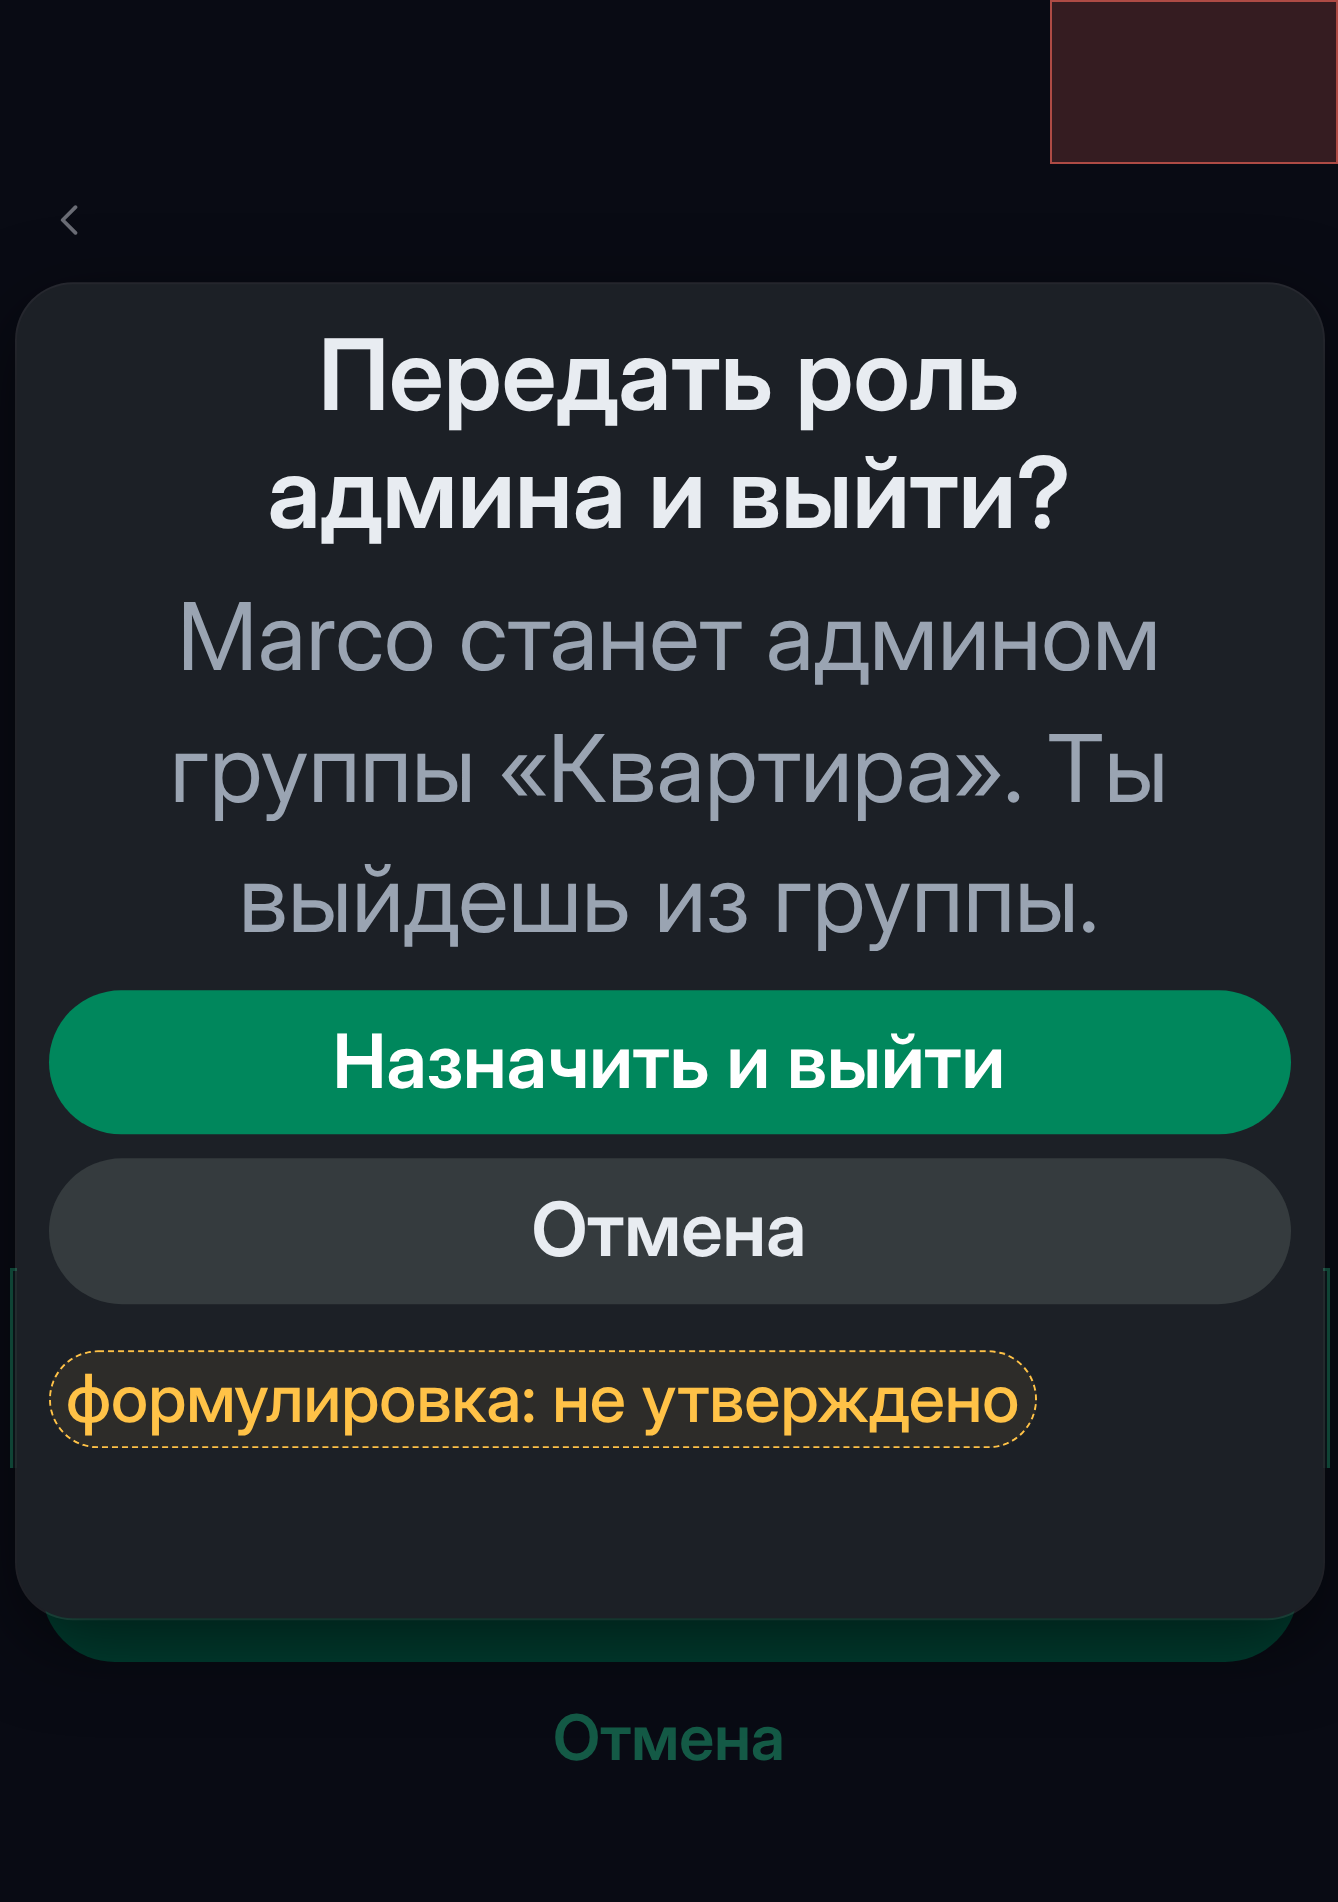 Передать роль
админа и выйти?
Marco станет админом
группы «Квартира». Ты
выйдешь из группы.
Назначить и выйти
Отмена
формулировка: не утверждено
Отмена